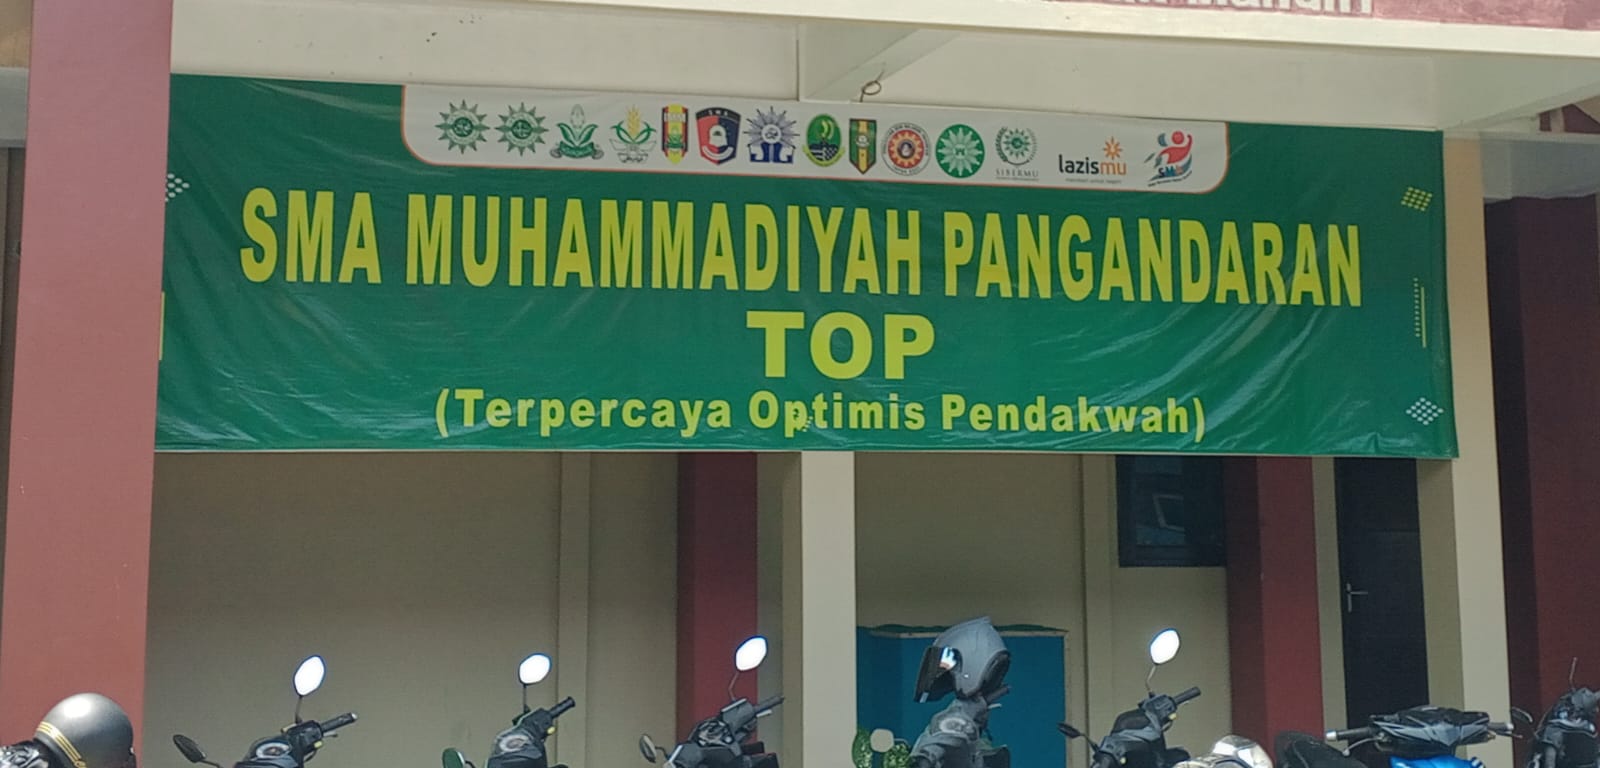 SIBERMU
lazismu
SMA MUHAMMADIYAH PANGANDARAN
TOP
(Terpercaya Optimis Pendakwah)